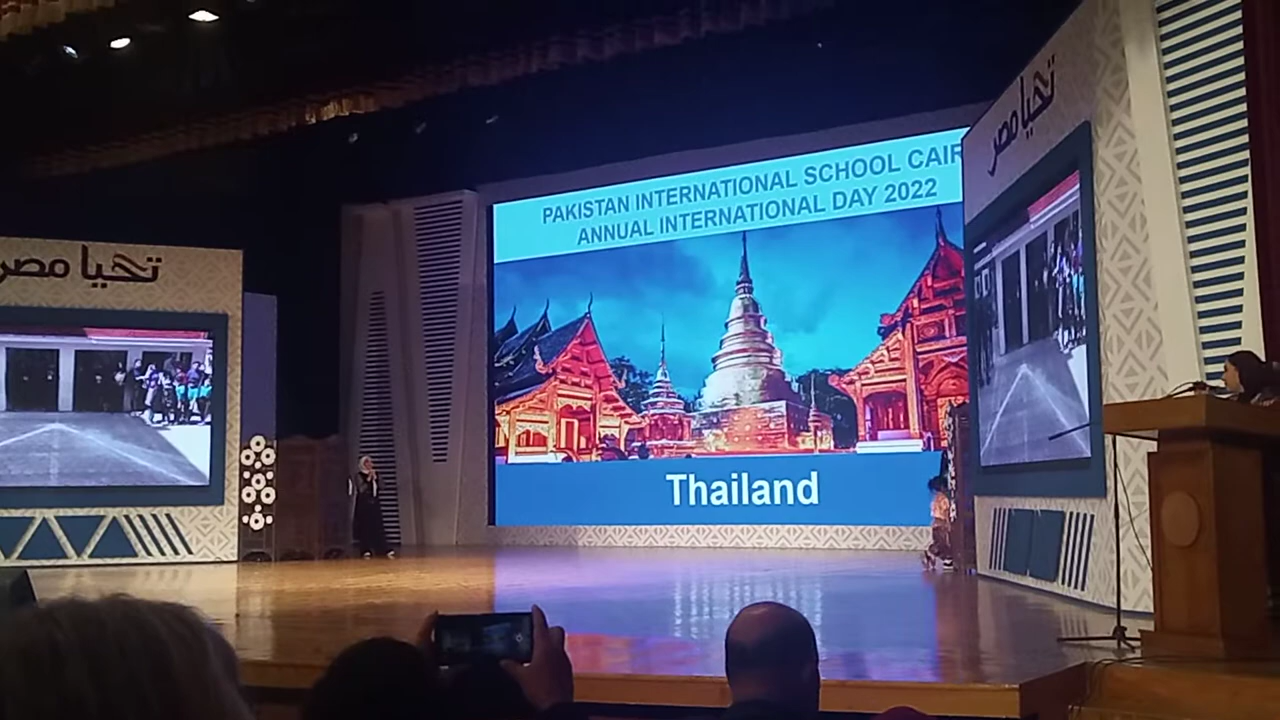 تحيا مصر
PAKISTAN INTERNATIONAL SCHOOL CAIR
ANNUAL INTERNATIONAL DAY 2022
Thailand
تحيا مصر